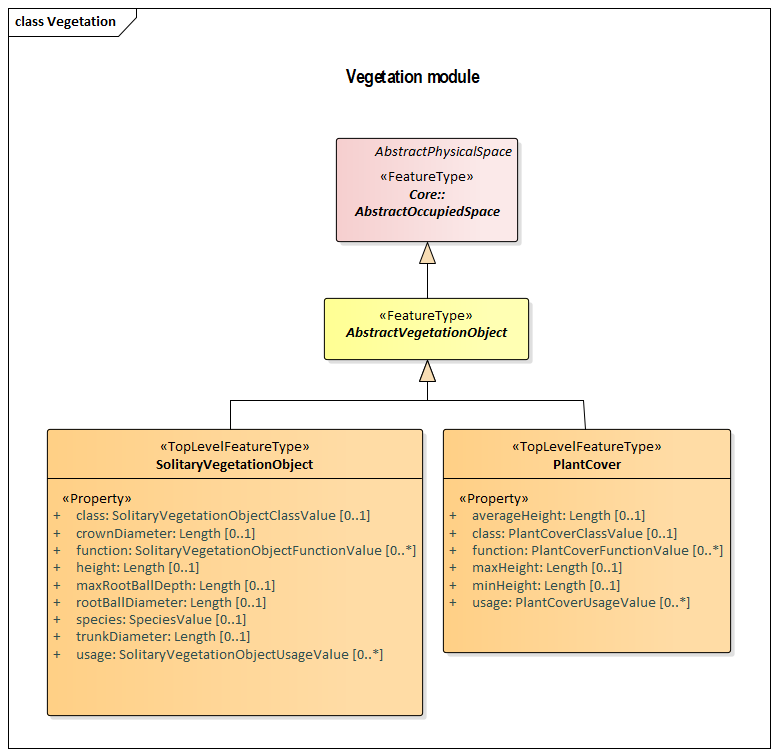 class Vegetation
Vegetation module
AbstractPhysicalSpace
«FeatureType»
Core::
AbstractOccupiedSpace
«FeatureType»
AbstractVegetationObject
«TopLevelFeatureType»
SolitaryVegetationObject
«Property»
+ class: SolitaryVegetationObjectClassValue [0..1]
+ crownDiameter: Length [0..1]
+ function: SolitaryVegetationObjectFunctionValue [0..*]
+ height: Length [0..1]
+ maxRootBallDepth: Length [0..1]
+ rootBallDiameter: Length [0..1]
+ species: SpeciesValue [0..1]
+ trunkDiameter: Length [0..1]
+ usage: SolitaryVegetationObjectUsageValue [0..*]
«TopLevelFeatureType»
PlantCover
«Property»
+ averageHeight: Length [0..1]
+ class: PlantCoverClassValue [0..1]
+ function: PlantCoverFunctionValue [0..*]
+ maxHeight: Length [0..1]
+ minHeight: Length [0..1]
+ usage: PlantCoverUsageValue [0..*]